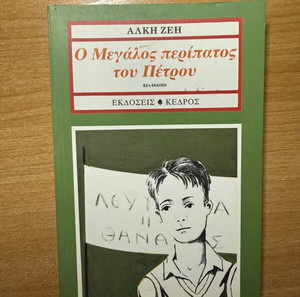 ΑΛΚΗ ΖΕΗ
Ο Μεγάλος περίπατος
του Πέτρου
ΕΚΔΟΣΕΙΣ ΚΕΔΡΟΣ
ΛΕΥΤ Α
Η
ΘΑΝΑ Σ